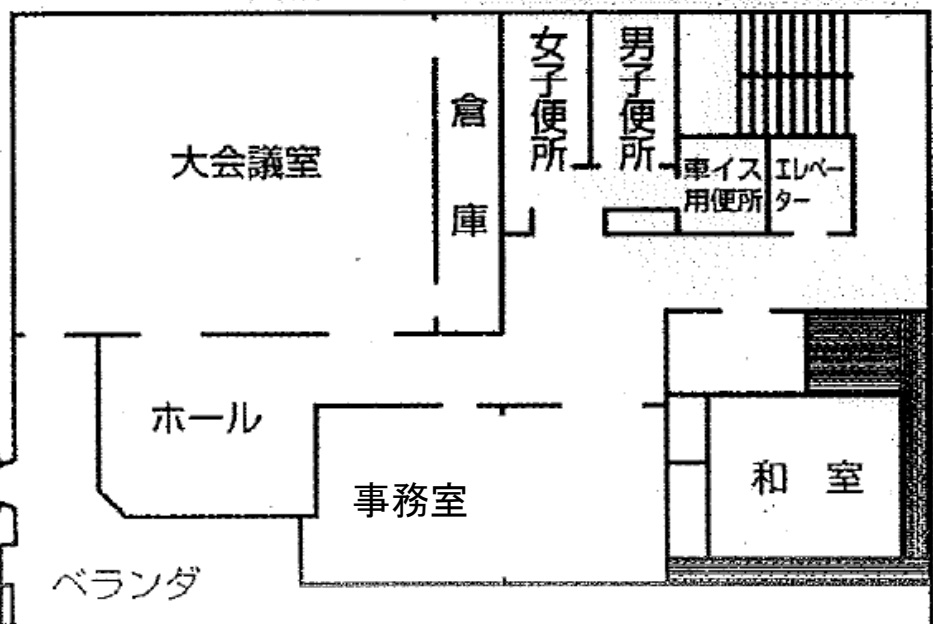 大会議室
倉庫
女子便所
男子便所
車イス
用便所
エレベー
ター
ホール
事務室
和室
ベランダ